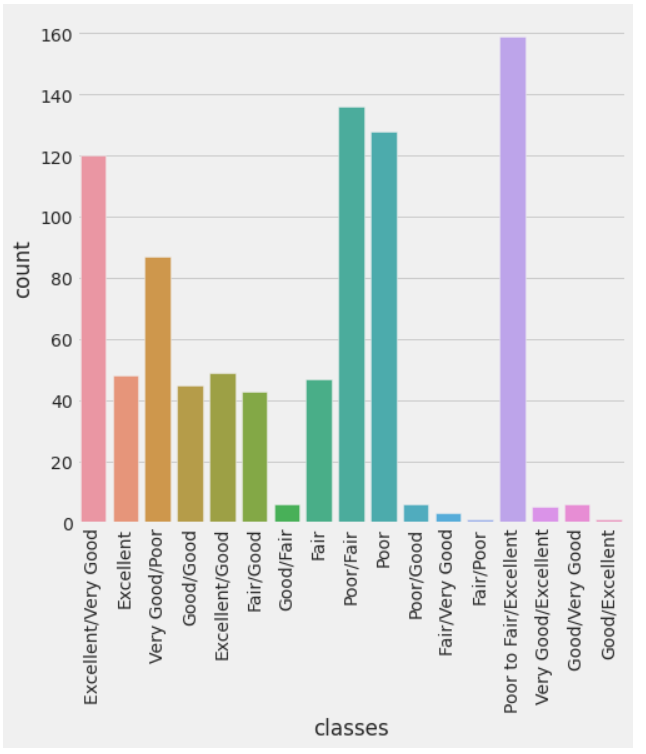 160
140
120
100
80
60
40
20
0
count
Excellent/Very Good
Excellent
Very Good/Poor
Good/Good
Excellent/Good
Fair/Good
Good/Fair
Fair
Poor/Fair
Poor
Poor/Good
Fair/Very Good
Fair/Poor
Poor to Fair/Excellent
Very Good/Excellent
Good/Very Good
Good/Excellent
classes